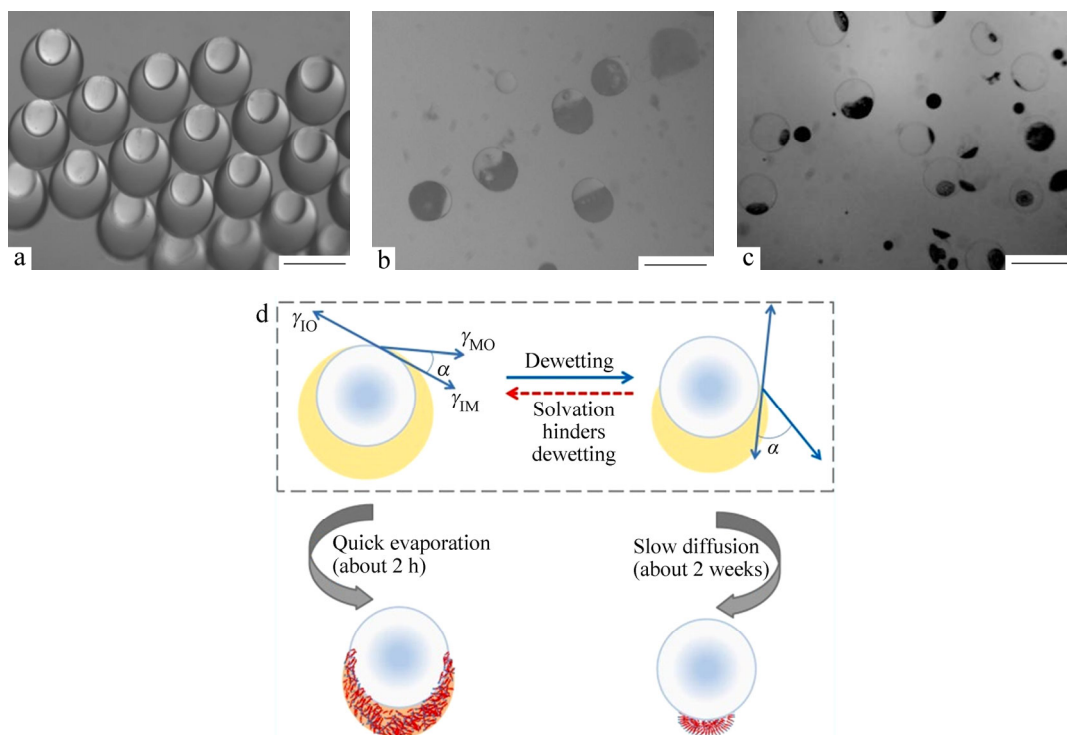 a
b
c
d
γIO
γMO
α
γIM
Dewetting
Solvation
hinders
dewetting
α
Quick evaporation
(about 2 h)
Slow diffusion
(about 2 weeks)